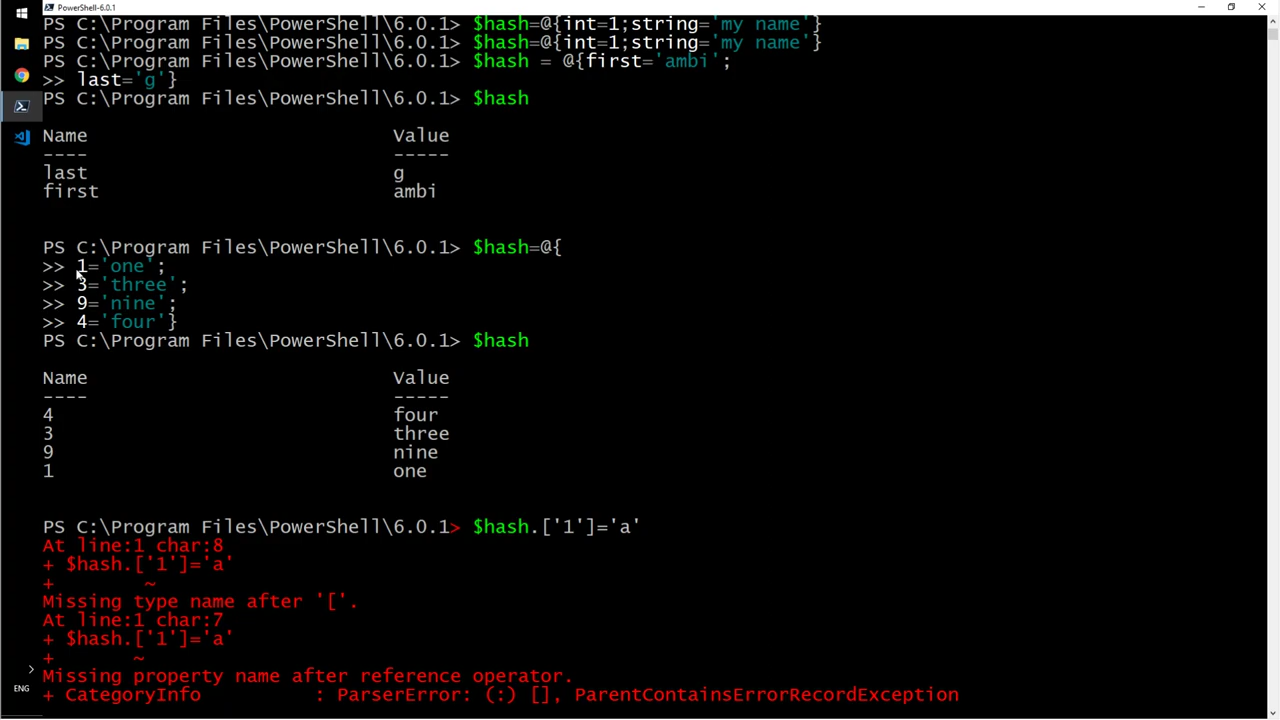 PowerShell-6.0.1
PS C:\Program Files\PowerShell\6.0.1> $hash=@{int=1;string='my name'}
PS C:\Program Files\PowerShell\6.0.1> $hash=@{int=1;string='my name'}
PS C:\Program Files\PowerShell\6.0.1> $hash = @{first='ambi';
>> last='g'}
PS C:\Program Files\PowerShell\6.0.1> $hash
Name Value
---- -----
last g
first ambi
PS C:\Program Files\PowerShell\6.0.1> $hash=@{
>> 1='one';
>> 3='three';
>> 9='nine';
>> 4='four'}
PS C:\Program Files\PowerShell\6.0.1> $hash
Name Value
---- -----
4 four
3 three
9 nine
1 one
PS C:\Program Files\PowerShell\6.0.1> $hash.['1']='a'
At line:1 char:8
+ $hash.['1']='a'
+ ~
Missing type name after '['.
At line:1 char:7
+ $hash.['1']='a'
+ ~
Missing property name after reference operator.
+ CategoryInfo : ParserError: (:) [], ParentContainsErrorRecordException
ENG